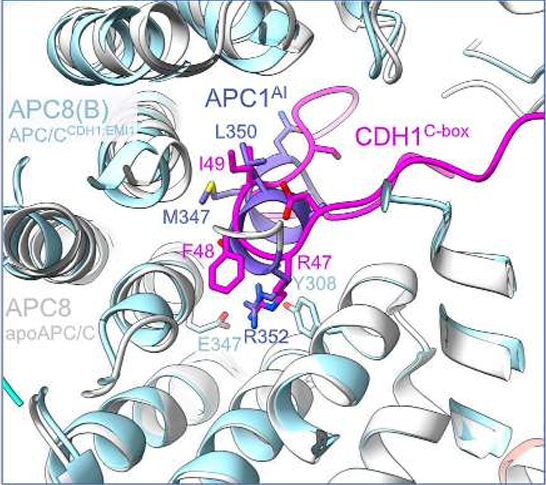 APC1^AI
APC8(B)
APC/C^CDH1:EMI1
L350
CDH1^C-box
I49
M347
F48
R47
Y308
APC8
apoAPC/C
E347
R352